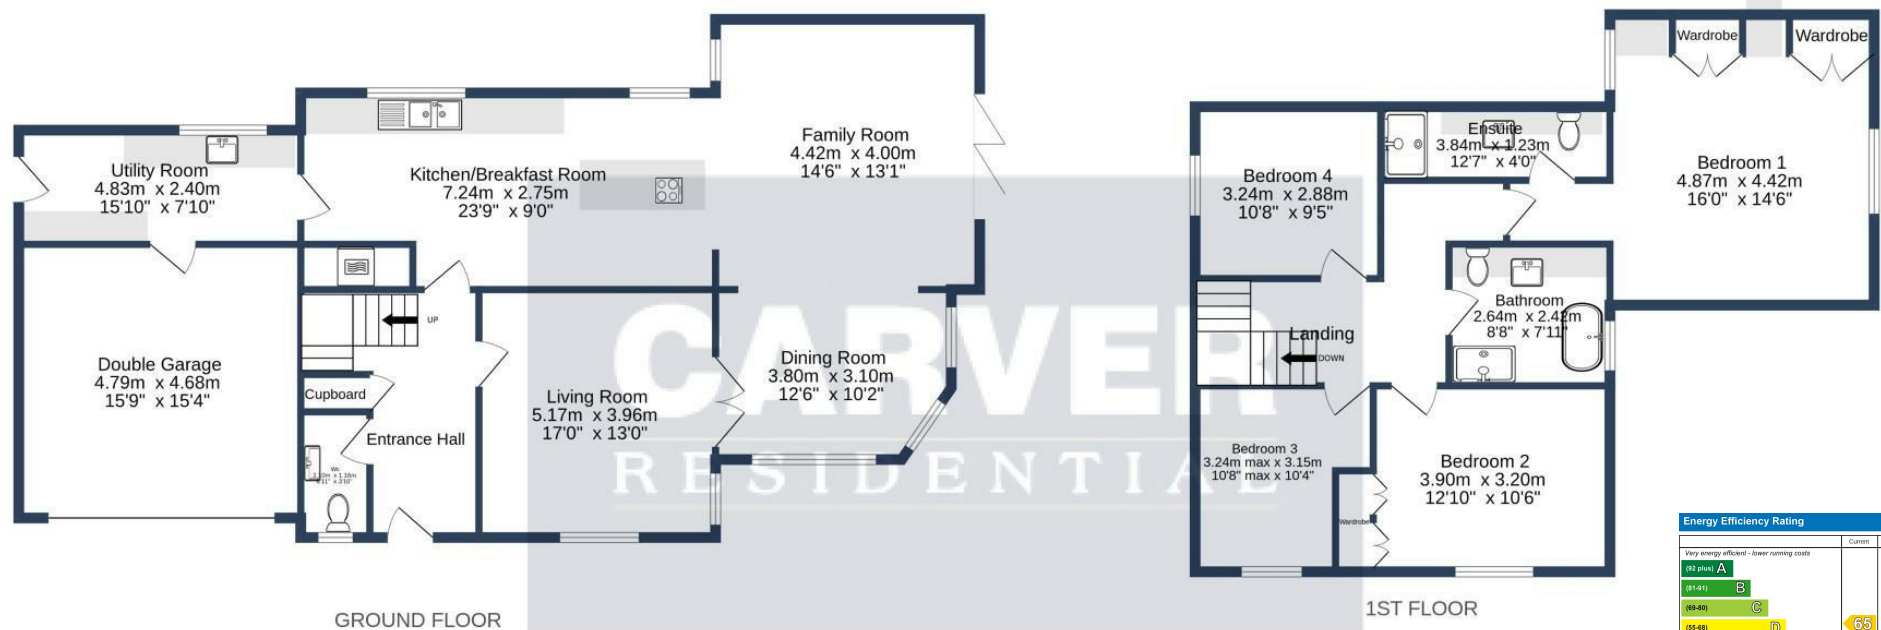 Utility Room
4.83m x 2.40m
15'10" x 7'10"
Kitchen/Breakfast Room
7.24m x 2.75m
23'9" x 9'0"
Family Room
4.42m x 4.00m
14'6" x 13'1"
Double Garage
4.79m x 4.68m
15'9" x 15'4"
UP
Cupboard
Entrance Hall
Wc
Living Room
5.17m x 3.96m
17'0" x 13'0"
Dining Room
3.80m x 3.10m
12'6" x 10'2"
GROUND FLOOR
CARVER
RESIDENTIAL
Wardrobe
Wardrobe
Ensuite
3.84m x 1.23m
12'7" x 4'0"
Bedroom 1
4.87m x 4.42m
16'0" x 14'6"
Bedroom 4
3.24m x 2.88m
10'8" x 9'5"
Bathroom
2.64m x 2.42m
8'8" x 7'11"
Landing
DOWN
Bedroom 3
3.24m max x 3.15m
10'8" max x 10'4"
Bedroom 2
3.90m x 3.20m
12'10" x 10'6"
Wardrobe
1ST FLOOR
Energy Efficiency Rating
Current
Very energy efficient - lower running costs
(92 plus) A
(81-91) B
(69-80) C
(55-68) D
65